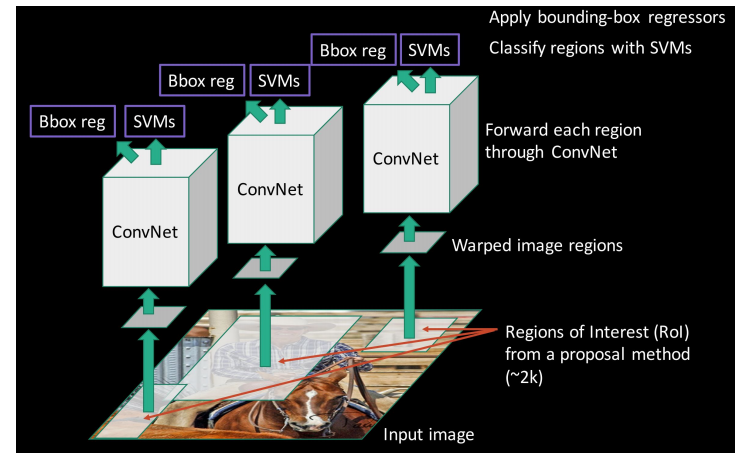 Apply bounding-box regressors
Bbox reg
SVMs
Classify regions with SVMs
Bbox reg
SVMs
Bbox reg
SVMs
ConvNet
Forward each region
through ConvNet
ConvNet
ConvNet
Warped image regions
Regions of Interest (RoI)
from a proposal method
(~2k)
Input image